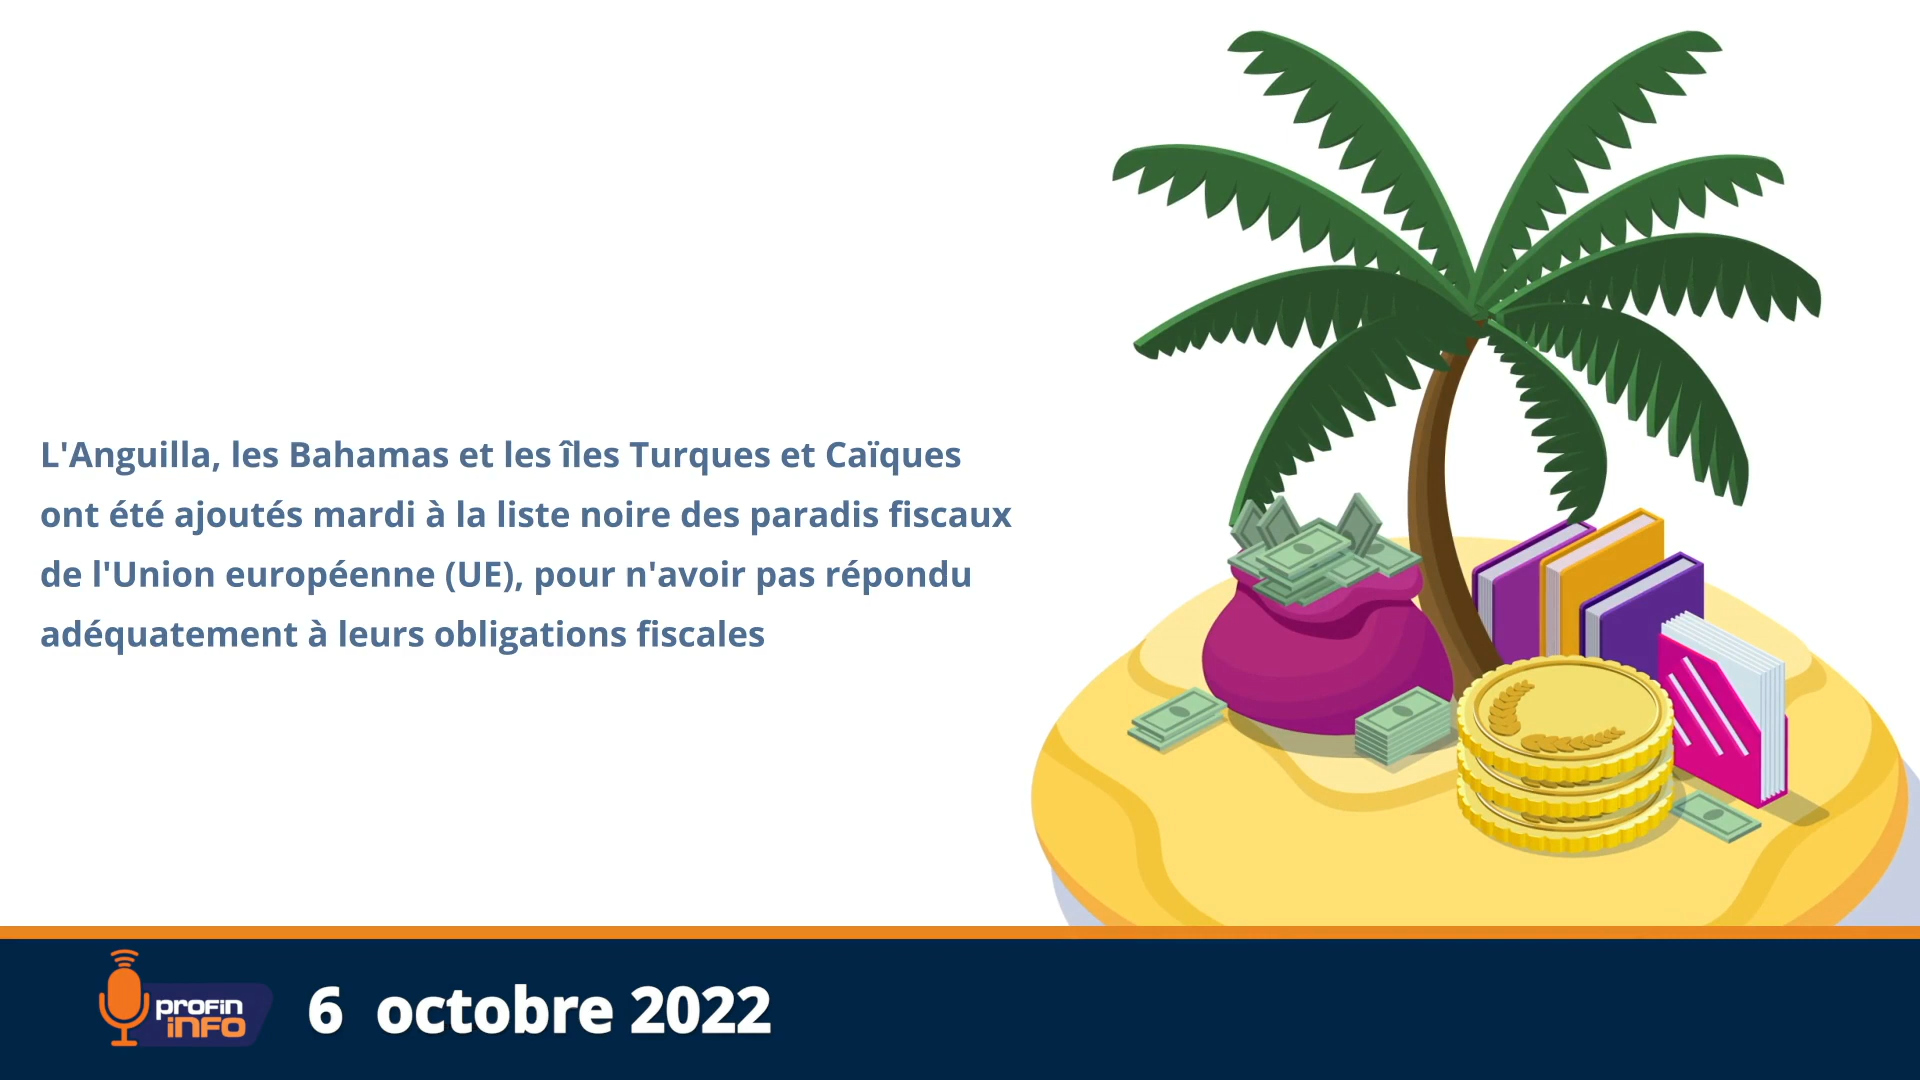 L'Anguilla, les Bahamas et les îles Turques et Caïques
ont été ajoutés mardi à la liste noire des paradis fiscaux
de l'Union européenne (UE), pour n'avoir pas répondu
adéquatement à leurs obligations fiscales
profin
info
6 octobre 2022